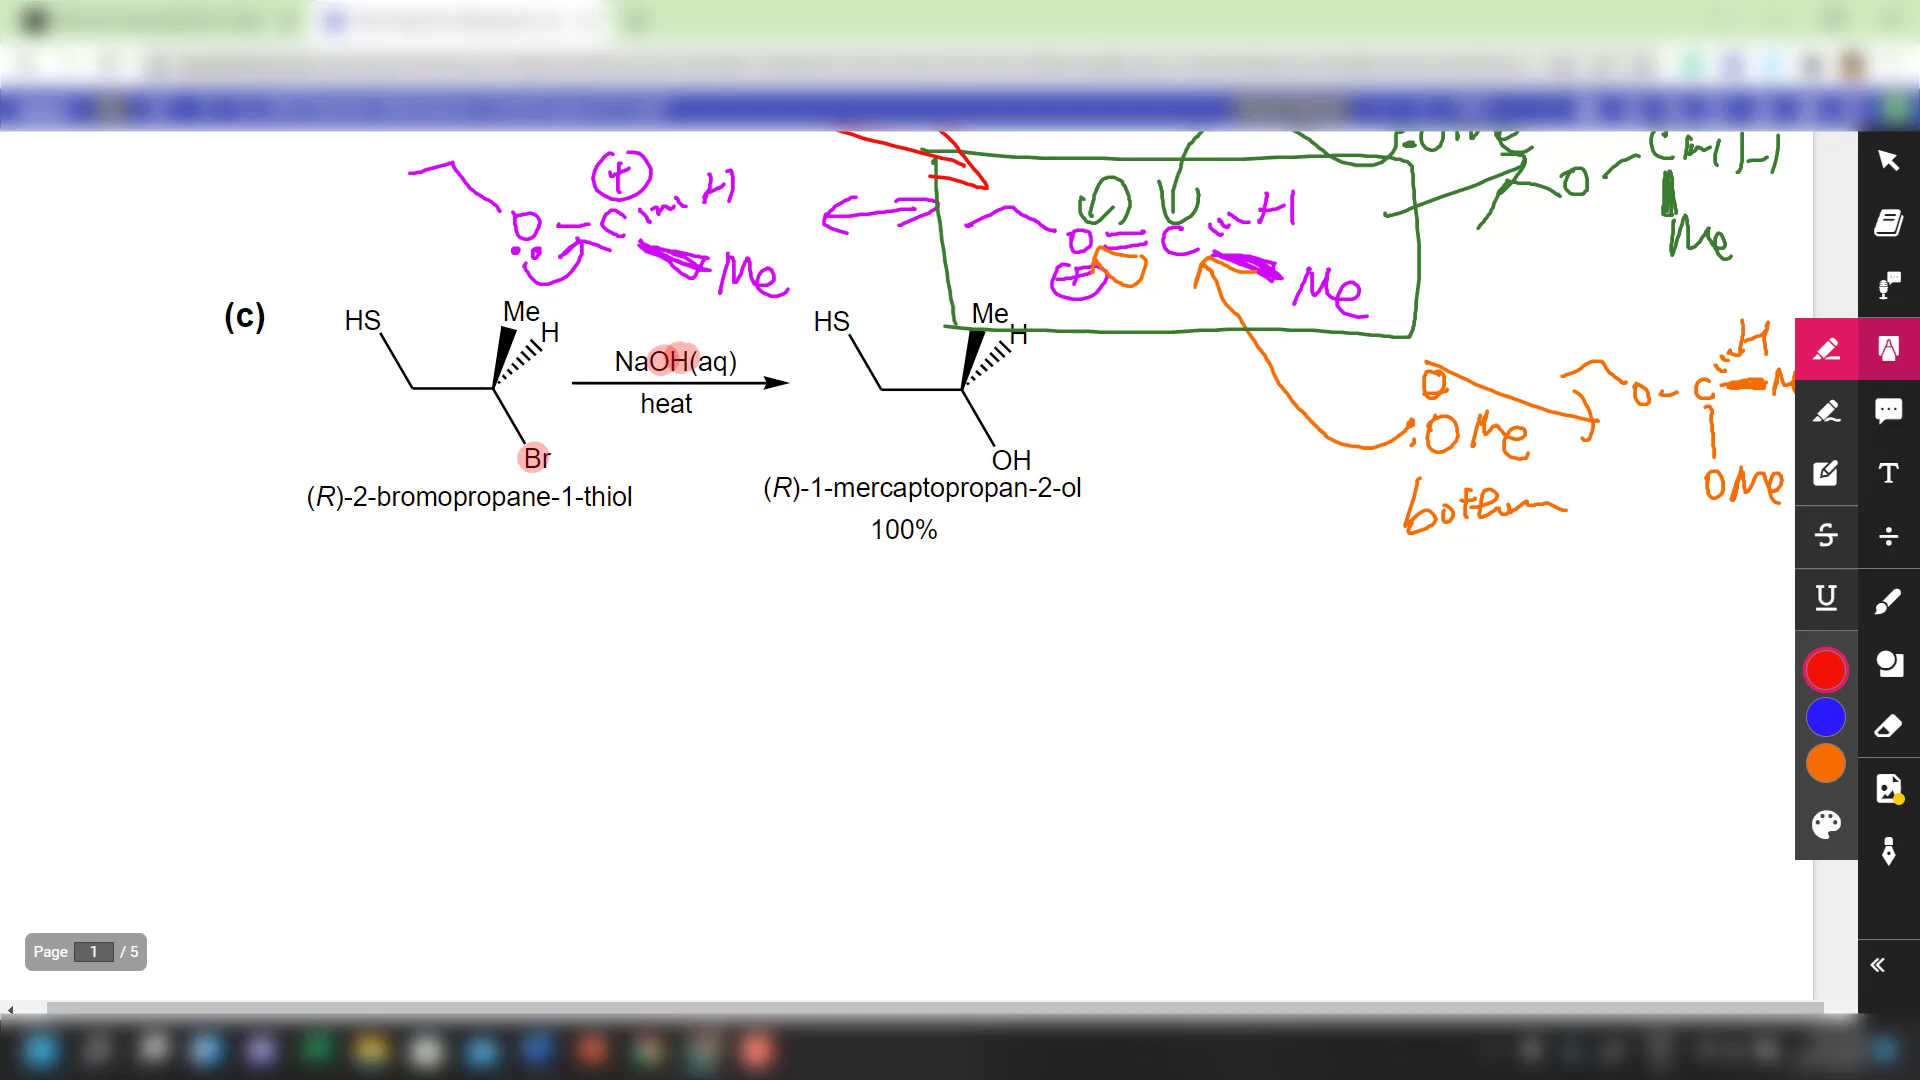 :OMe
O
C H
Me
+
O – C H
: Me
O = C H
+ Me
(c)
HS Me H
NaOH(aq)
heat
Br
(R)-2-bromopropane-1-thiol
HS Me H
OH
(R)-1-mercaptopropan-2-ol
100%
:OMe
bottom
O – C H
OMe
T
S
U
Page 1 / 5